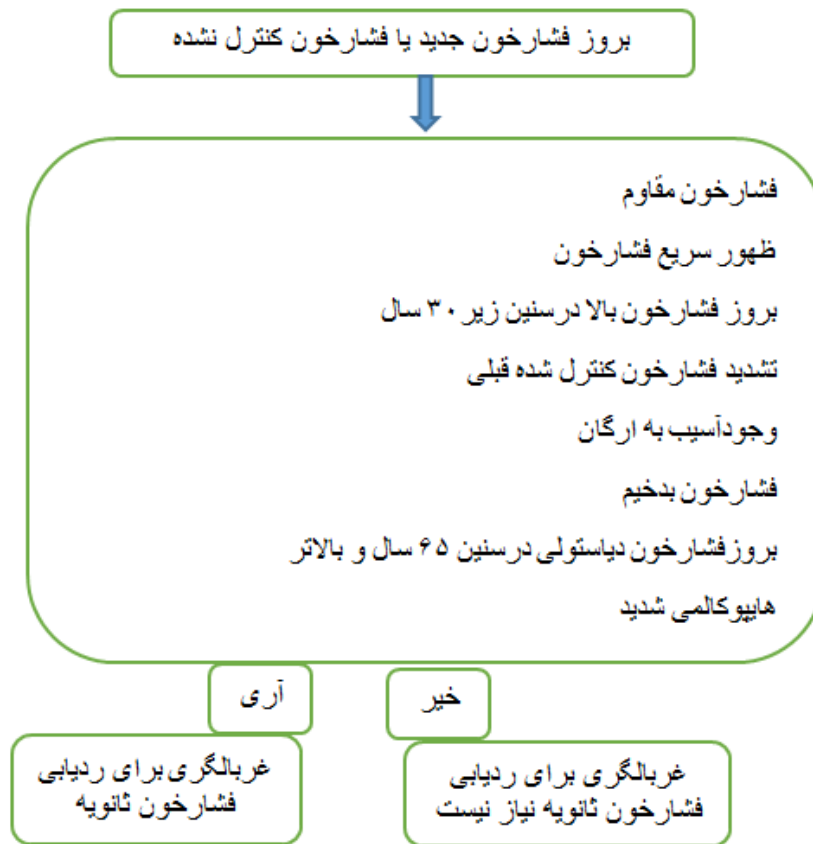 بروز فشارخون جدید یا فشارخون کنترل نشده
فشارخون مقاوم
ظهور سریع فشارخون
بروز فشارخون بالا درسنین زیر ۳۰ سال
تشدید فشارخون کنترل شده قبلی
وجودآسیب به ارگان
فشارخون بدخیم
بروزفشارخون دیاستولی درسنین ۶۵ سال و بالاتر
هایپوکالمی شدید
خیر
آری
غربالگری برای ردیابی
فشارخون ثانویه نیاز نیست
غربالگری برای ردیابی
فشارخون ثانویه